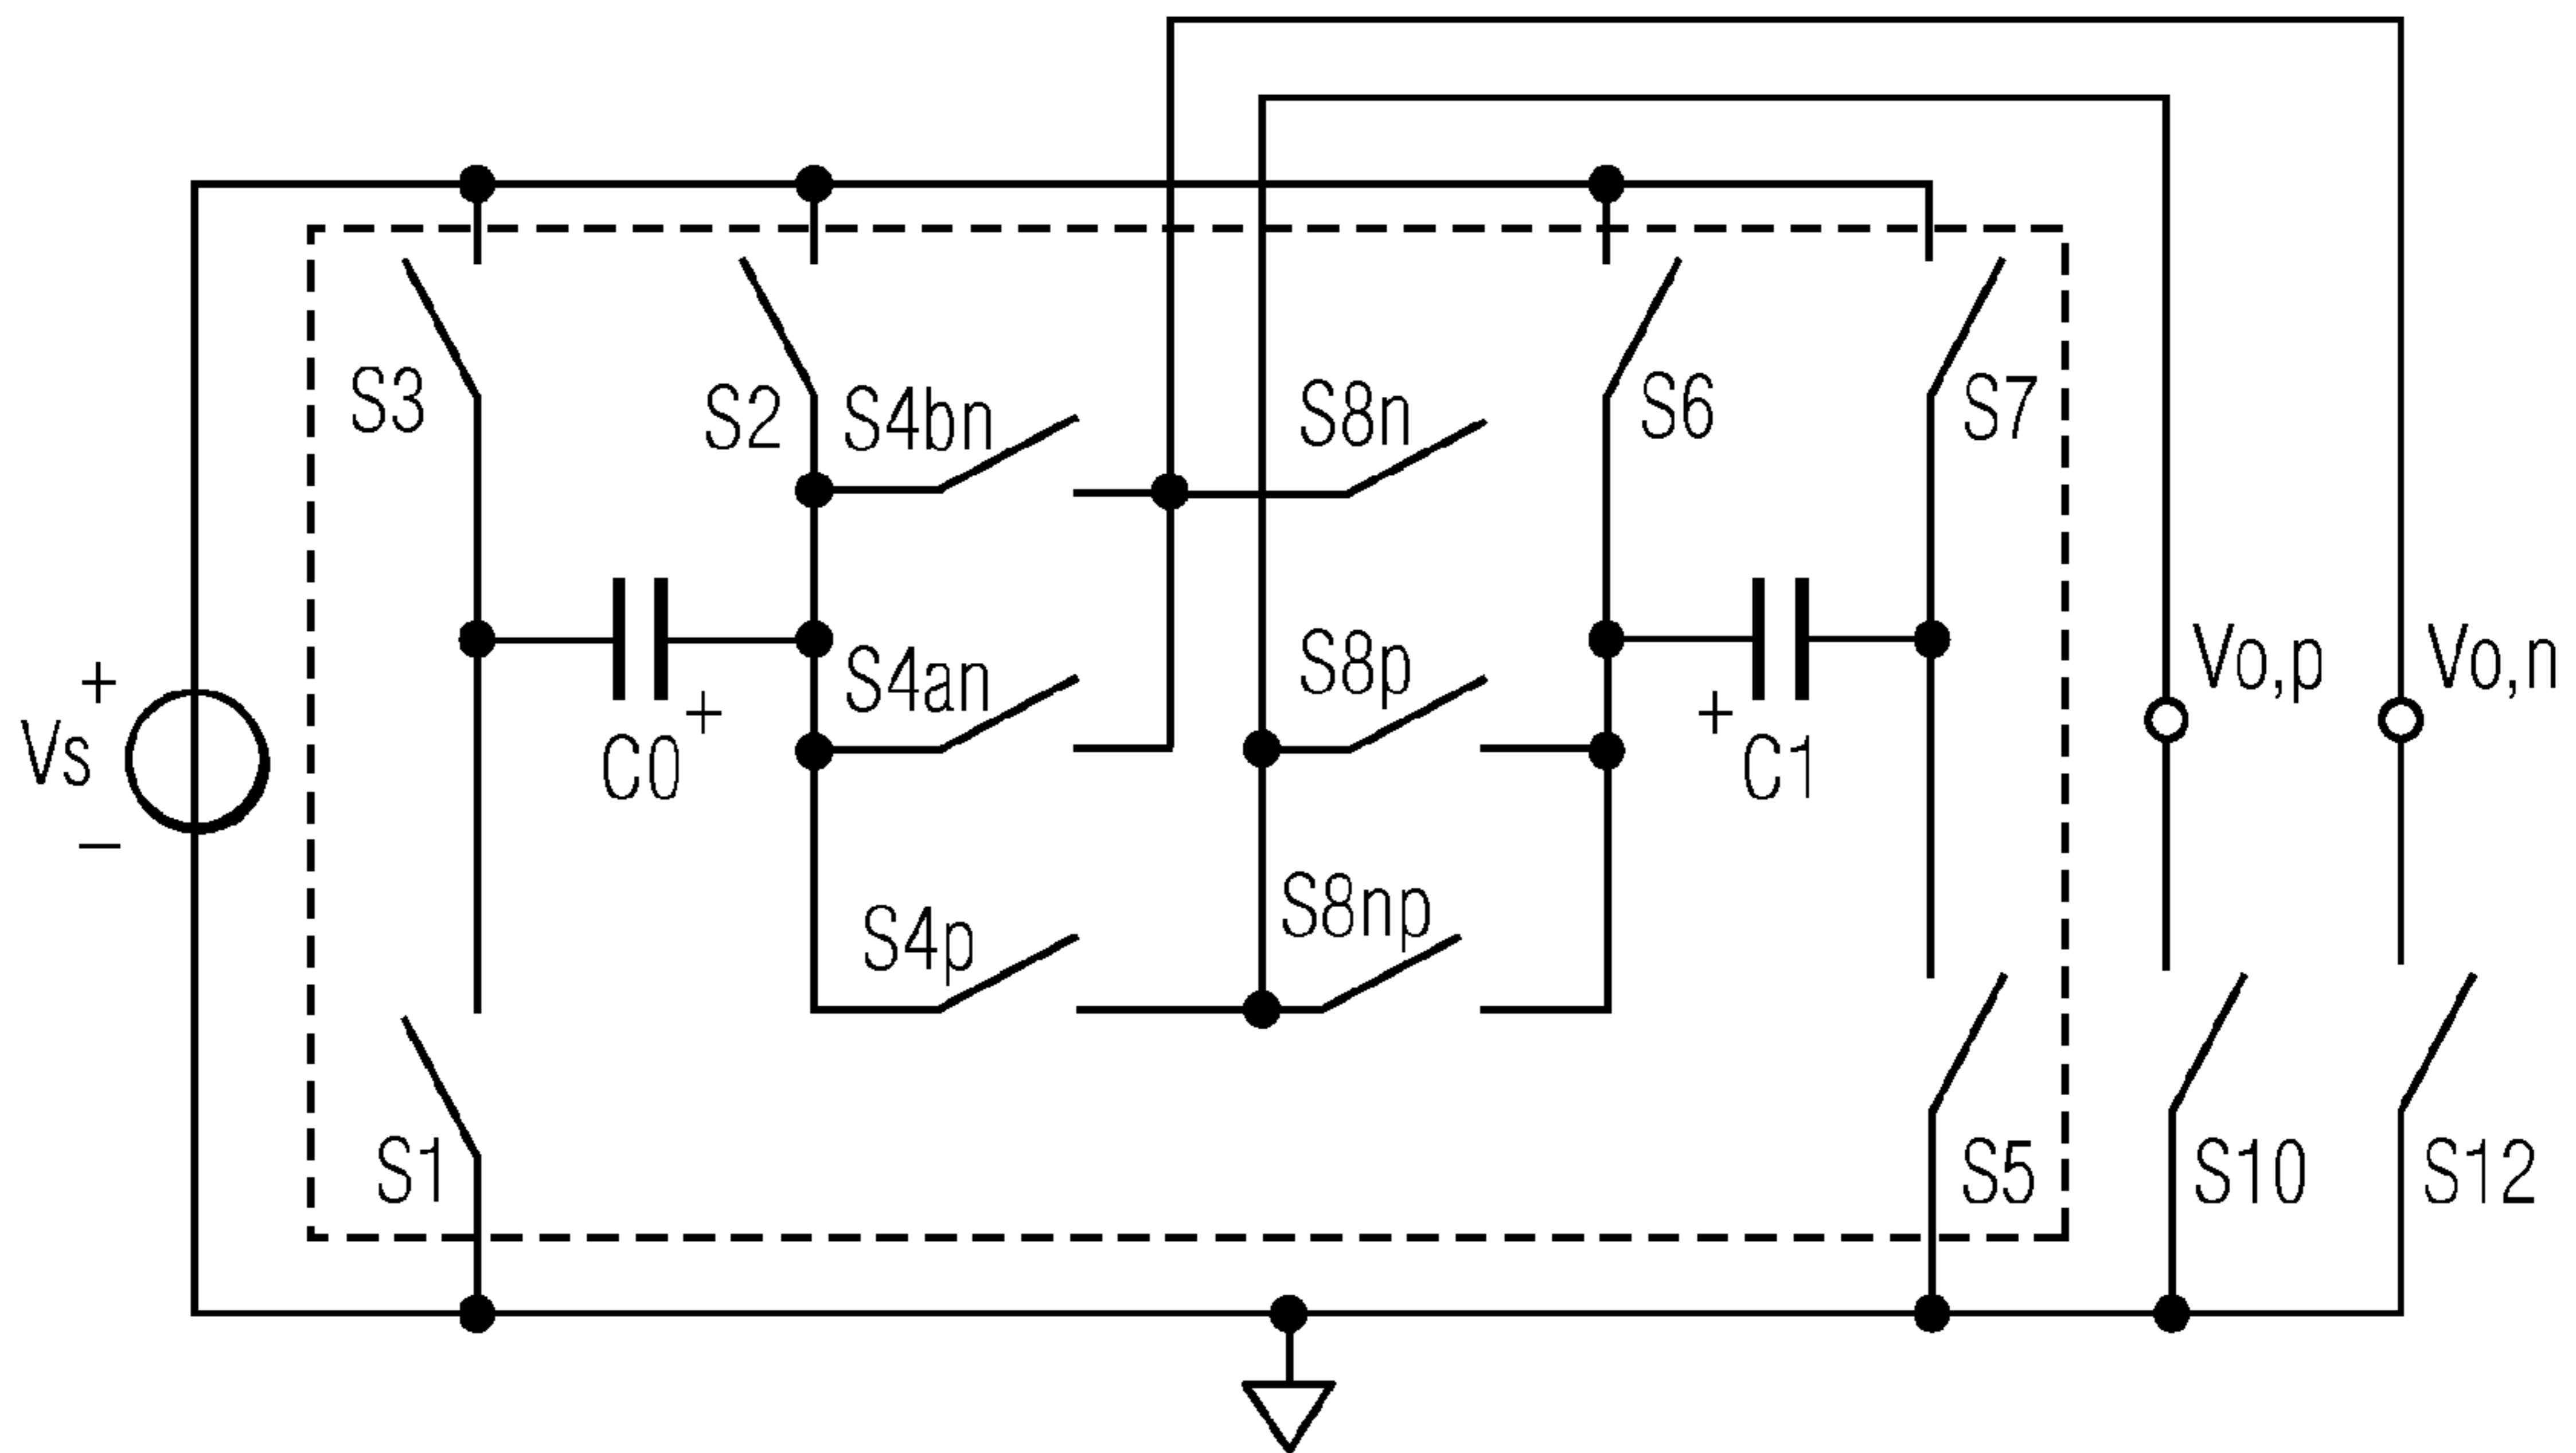 S3
S2
S4bn
S8n
S6
S7
+
Vs
−
C0
+
S4an
S8p
+
C1
Vo,p
Vo,n
S4p
S8np
S1
S5
S10
S12